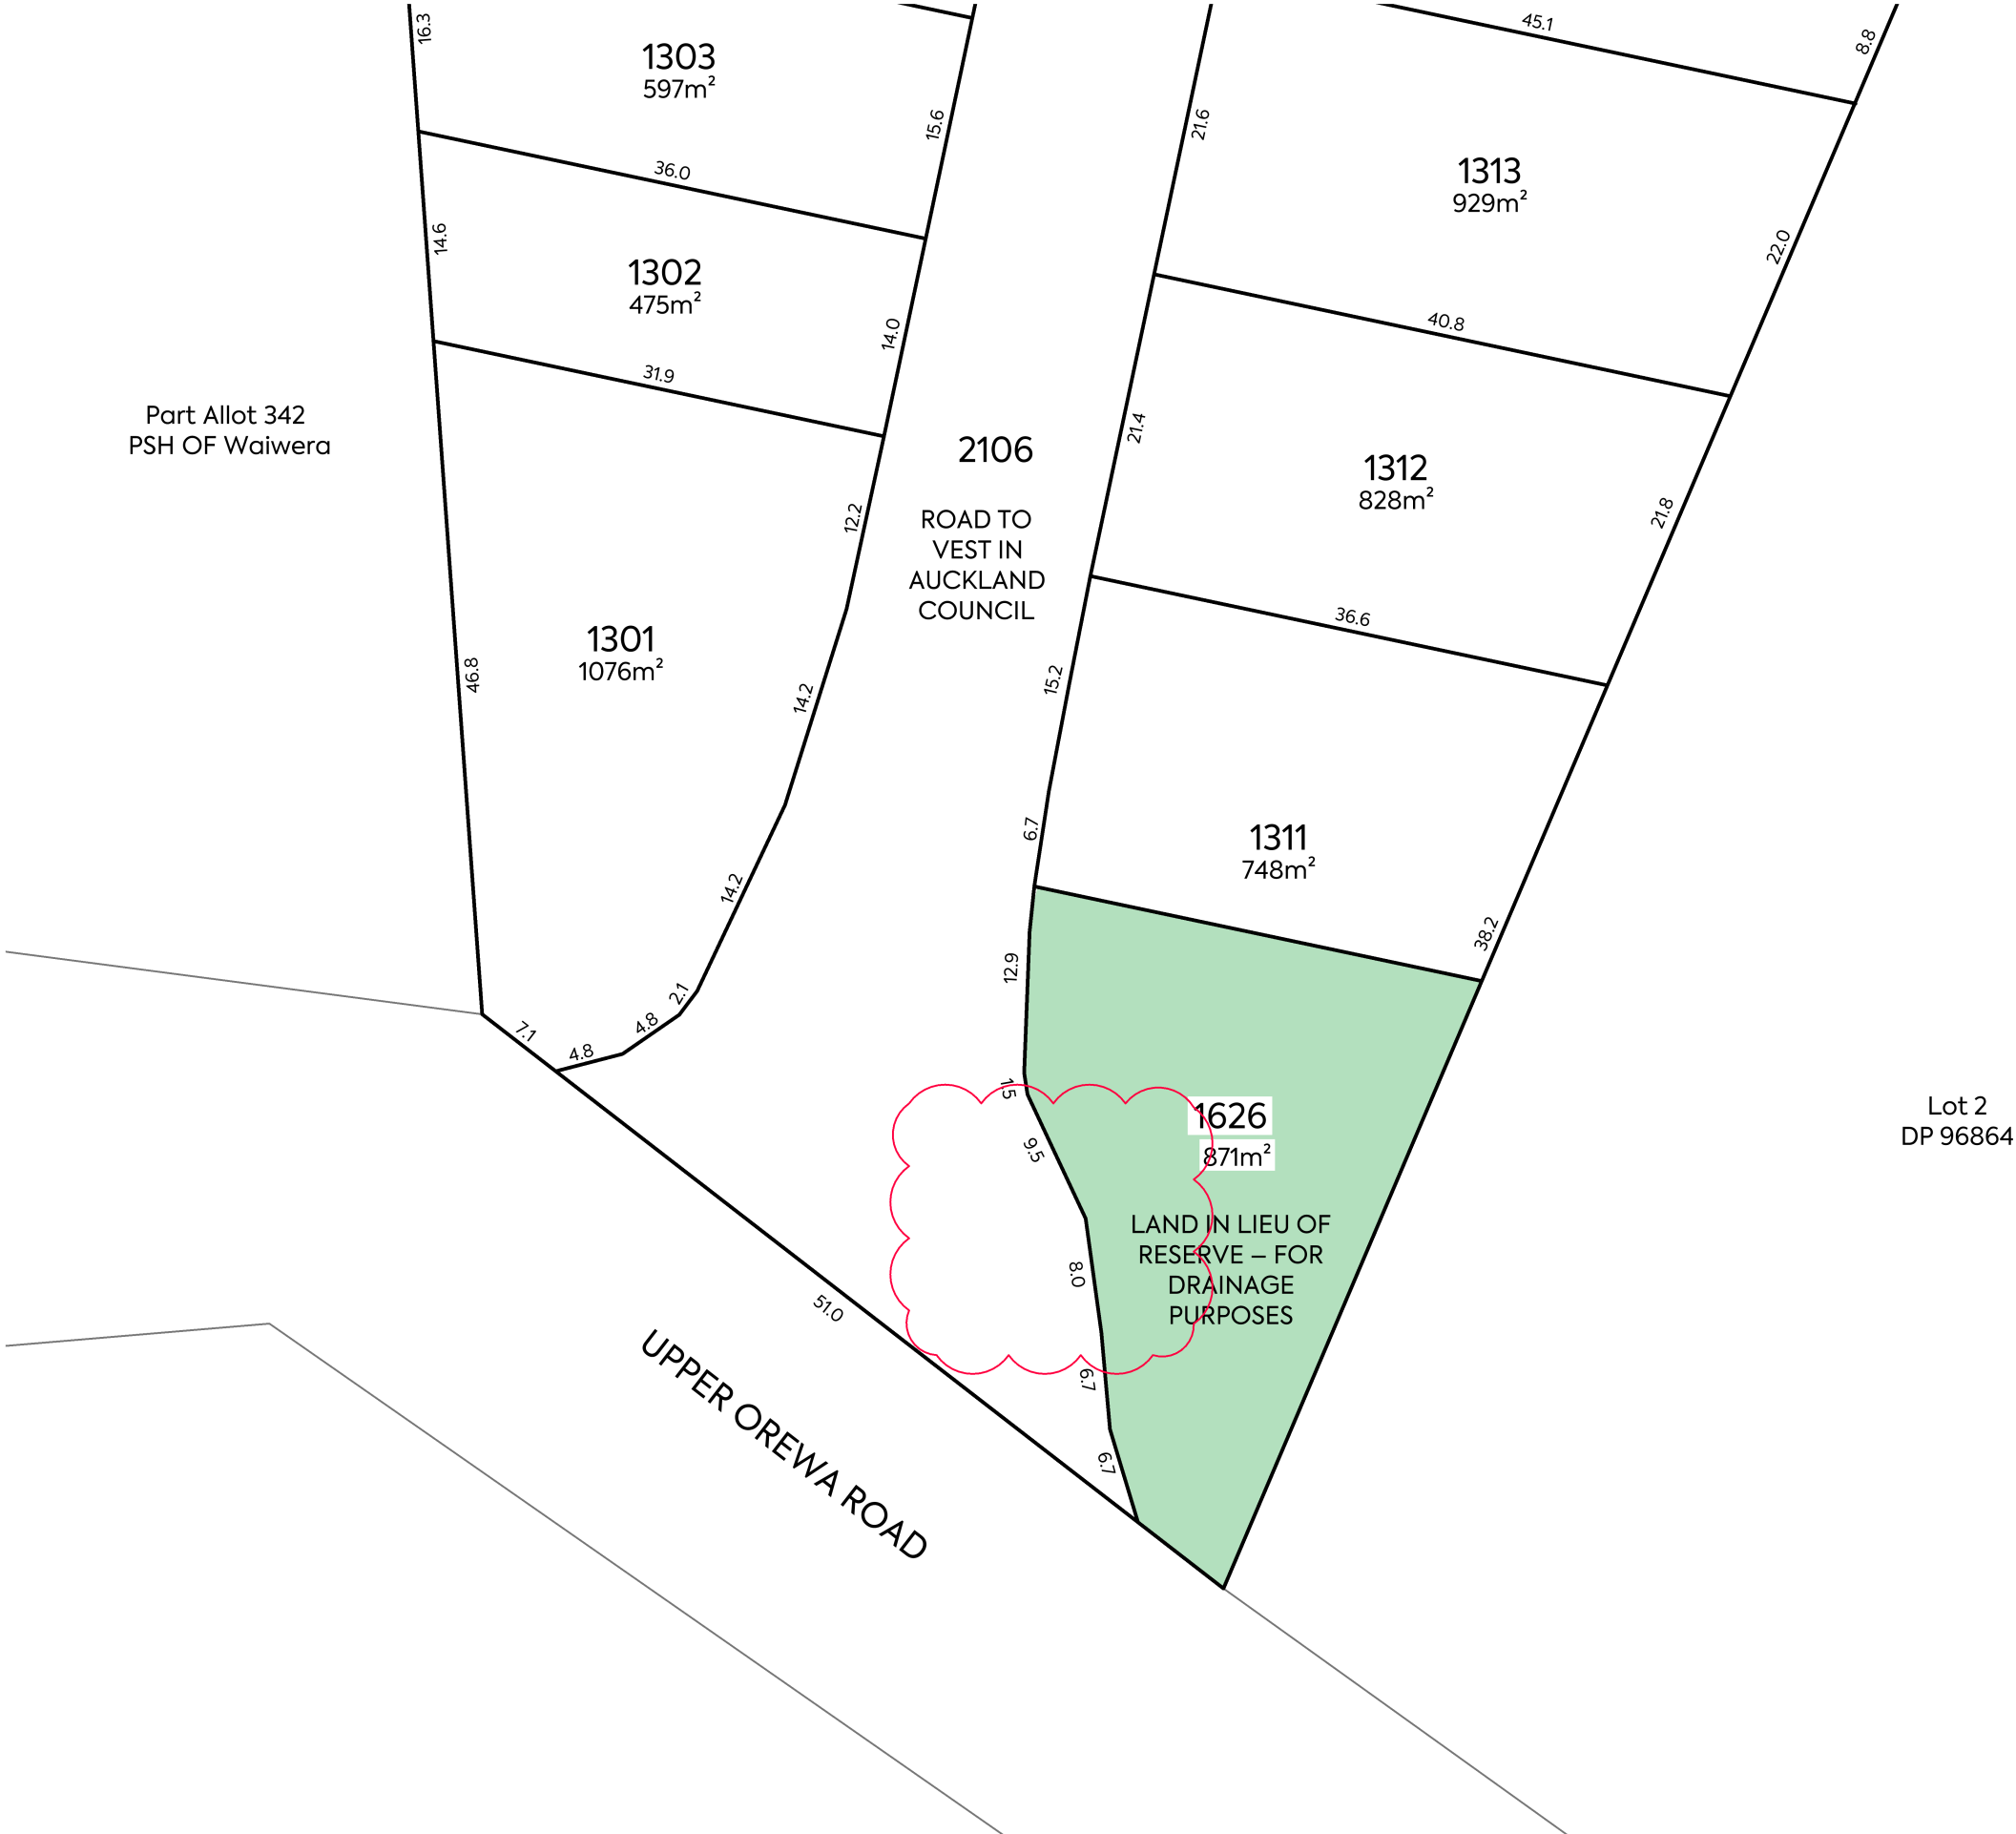 16.3
1303
597m²
15.6
36.0
14.6
1302
475m²
14.0
31.9
Part Allot 342
PSH OF Waiwera
12.2
1301
1076m²
46.8
14.2
14.2
2.1
4.8
4.8
7.1
2106
ROAD TO
VEST IN
AUCKLAND
COUNCIL
45.1
8.8
21.6
1313
929m²
22.0
40.8
21.4
1312
828m²
21.8
36.6
15.2
6.7
1311
748m²
38.2
12.9
1.5
9.5
8.0
6.7
6.7
1626
871m²
LAND IN LIEU OF
RESERVE – FOR
DRAINAGE
PURPOSES
Lot 2
DP 96864
51.0
UPPER OREWA ROAD